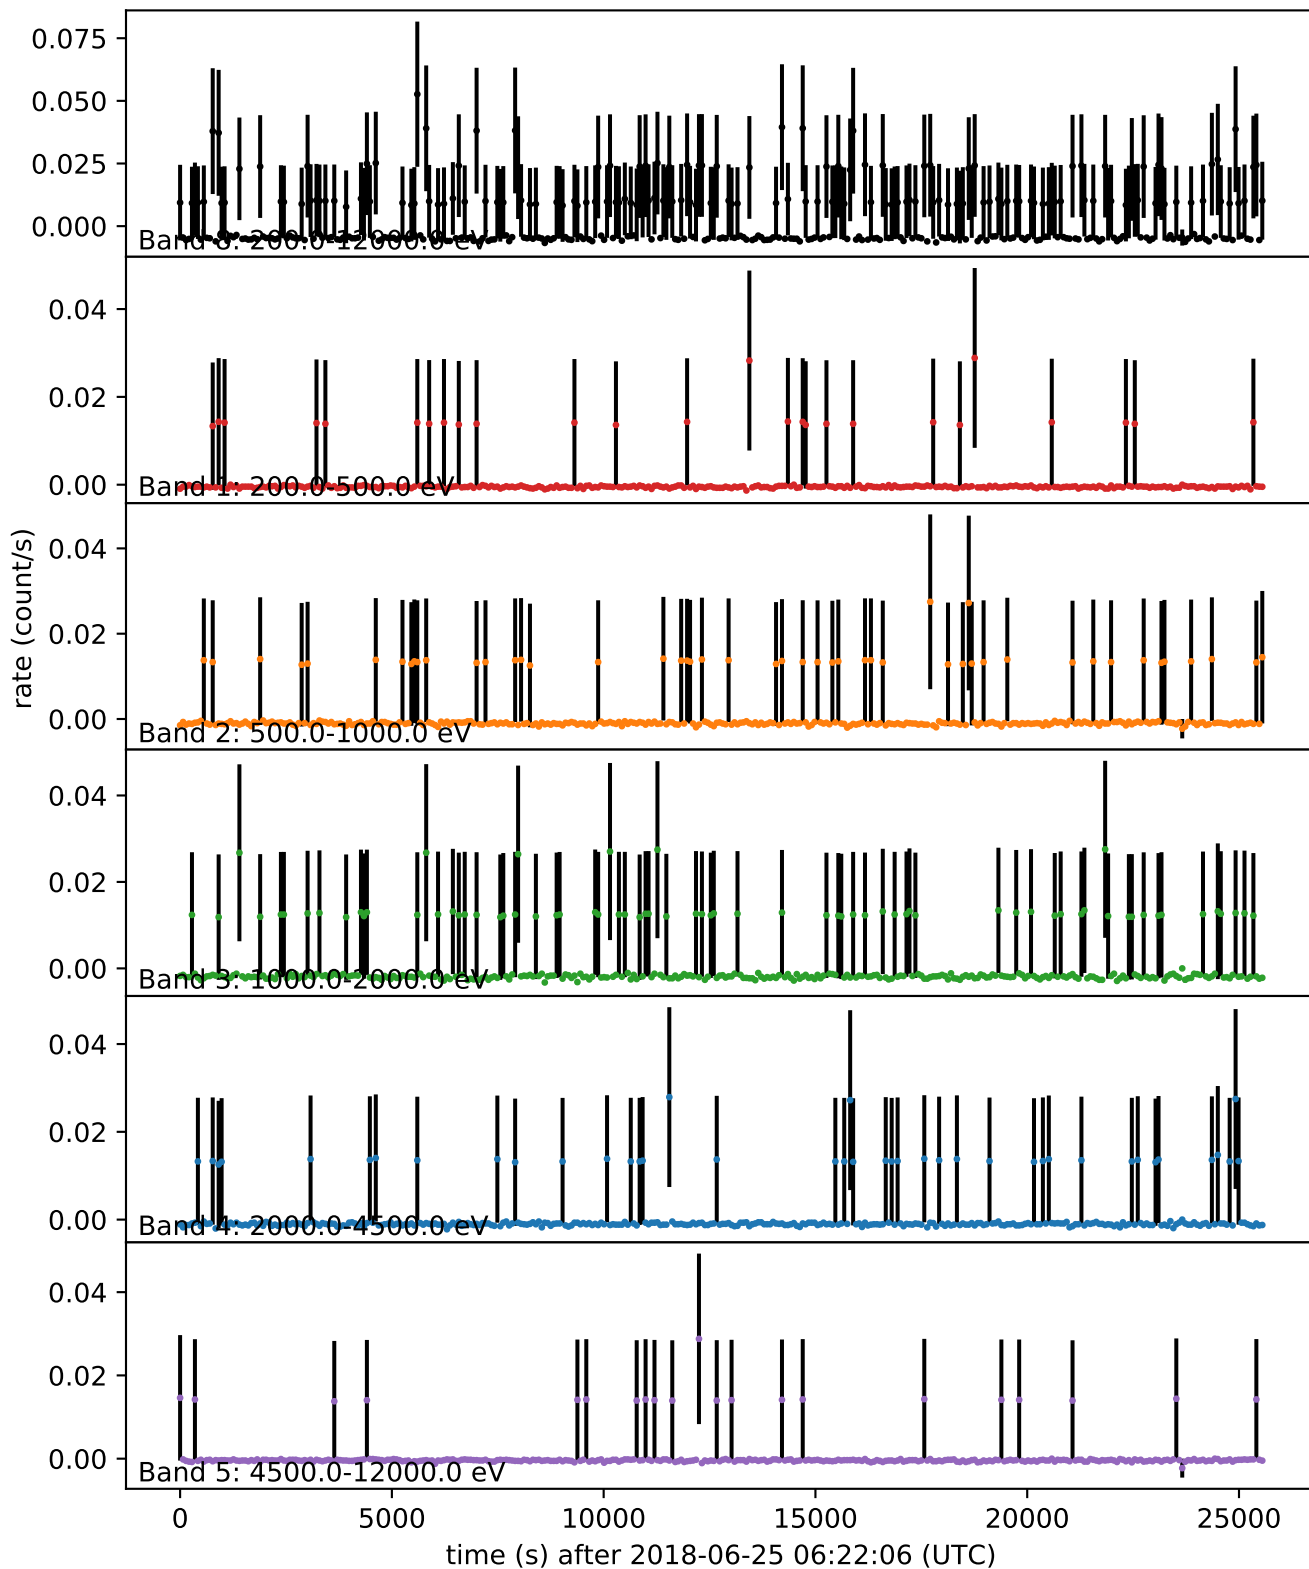 0.075
0.050
0.025
0.000
Band 8: 200.0-12000.0 eV
0.04
0.02
0.00
Band 1: 200.0-500.0 eV
rate (count/s)
0.04
0.02
0.00
Band 2: 500.0-1000.0 eV
0.04
0.02
0.00
Band 3: 1000.0-2000.0 eV
0.04
0.02
0.00
Band 4: 2000.0-4500.0 eV
0.04
0.02
0.00
Band 5: 4500.0-12000.0 eV
0 5000 10000 15000 20000 25000
time (s) after 2018-06-25 06:22:06 (UTC)